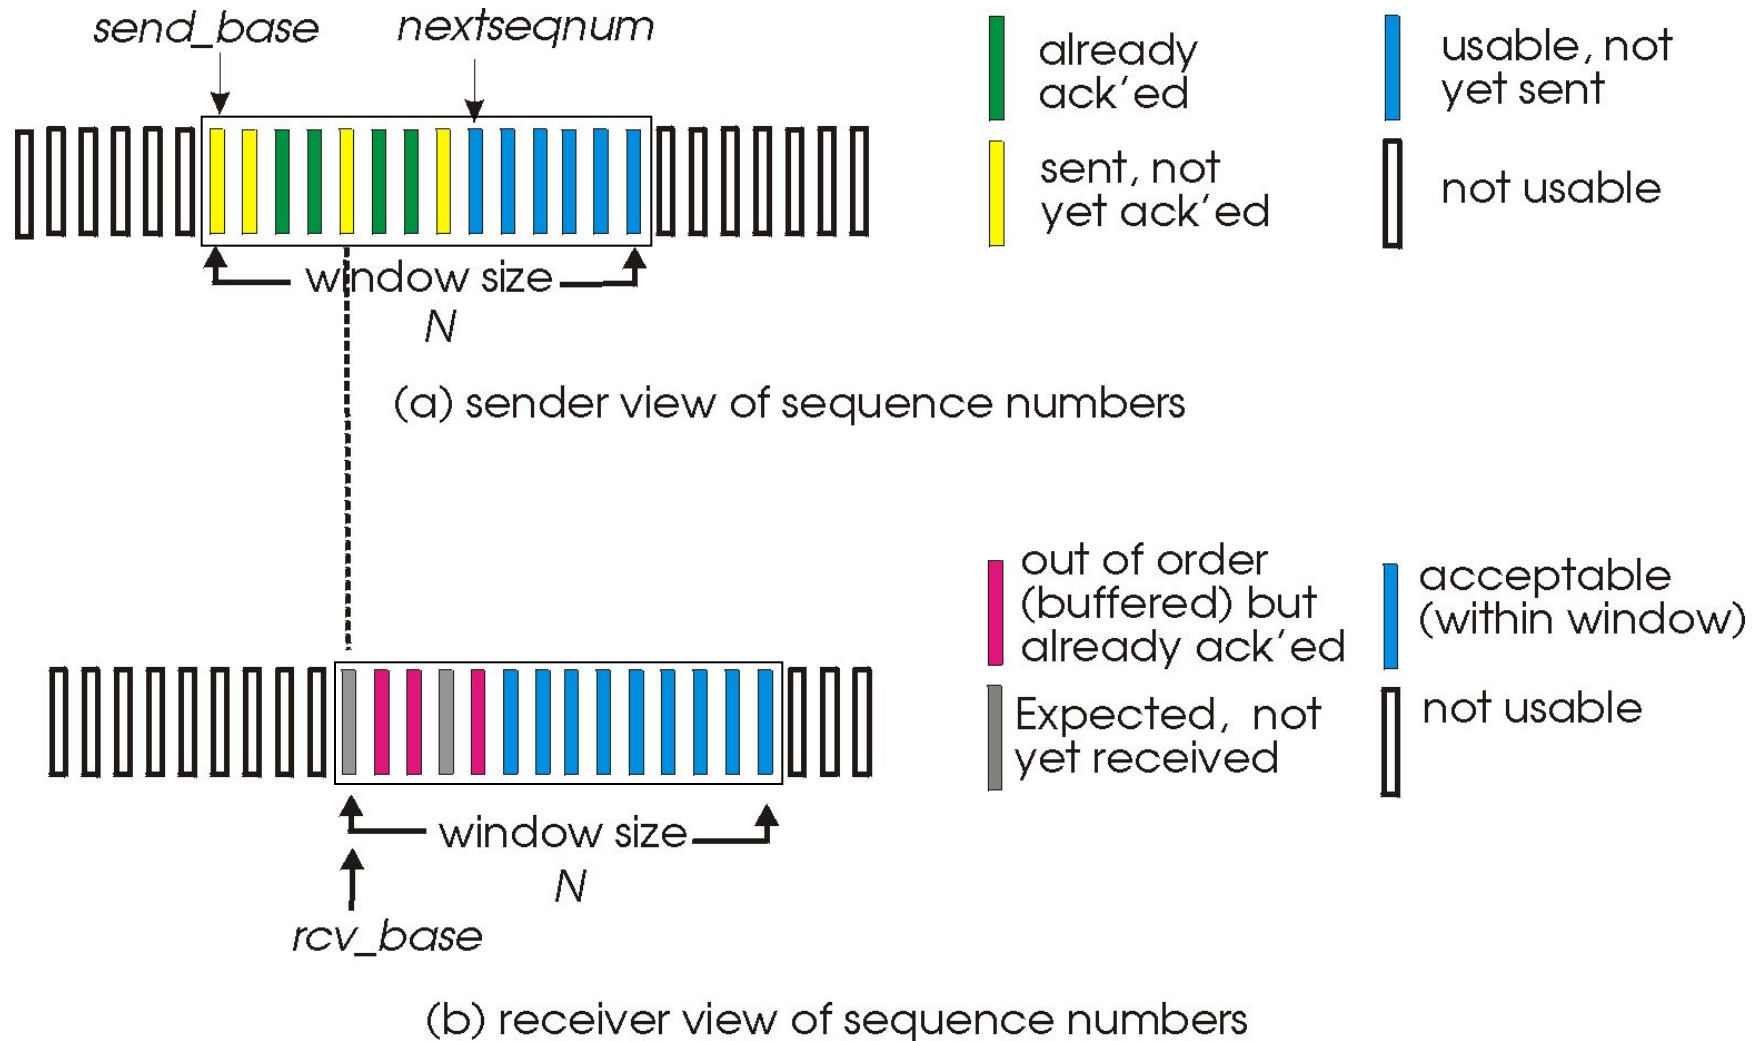 send_base
nextseqnum
already
ack'ed
usable, not
yet sent
sent, not
yet ack'ed
not usable
window size
N
(a) sender view of sequence numbers
out of order
(buffered) but
already ack'ed
acceptable
(within window)
Expected, not
yet received
not usable
window size
N
rcv_base
(b) receiver view of sequence numbers